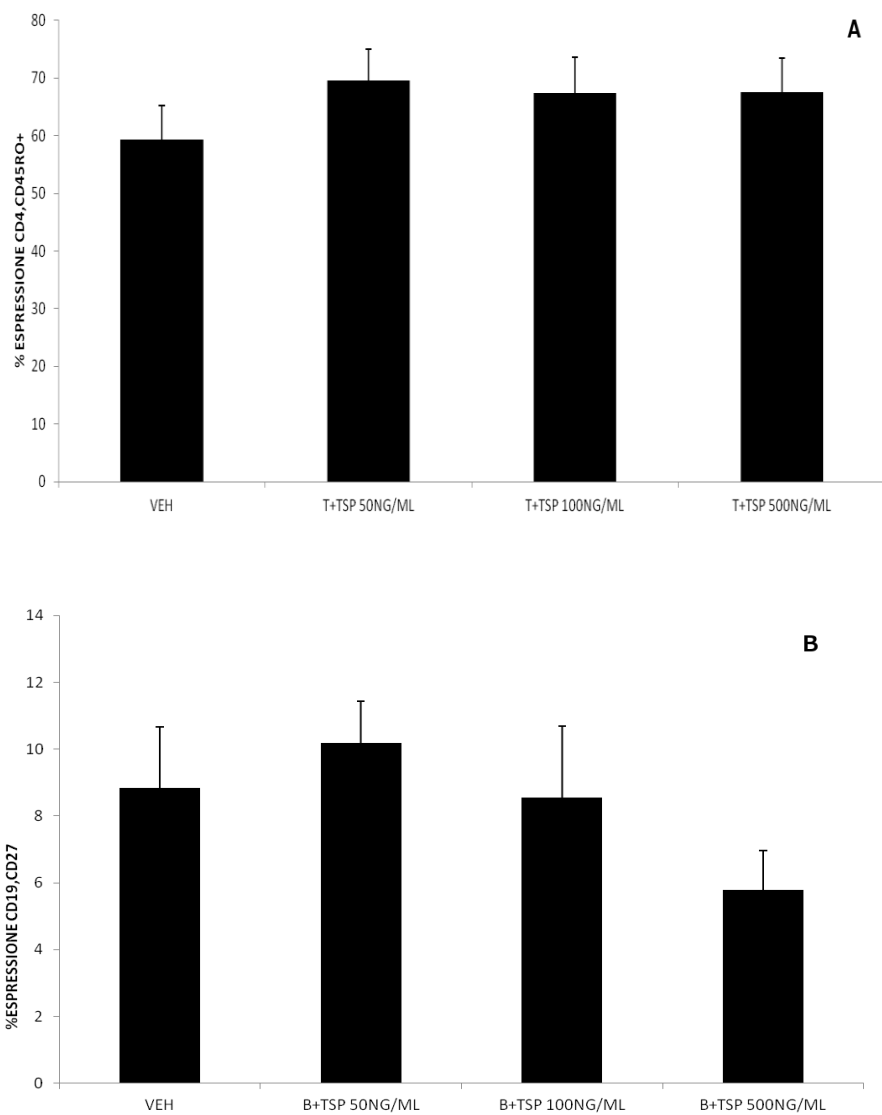 A
% ESPRESSIONE CD4,CD45RO+
80
70
60
50
40
30
20
10
0
VEH T+TSP 50NG/ML T+TSP 100NG/ML T+TSP 500NG/ML
B
%ESPRESSIONE CD19,CD27
14
12
10
8
6
4
2
0
VEH B+TSP 50NG/ML B+TSP 100NG/ML B+TSP 500NG/ML